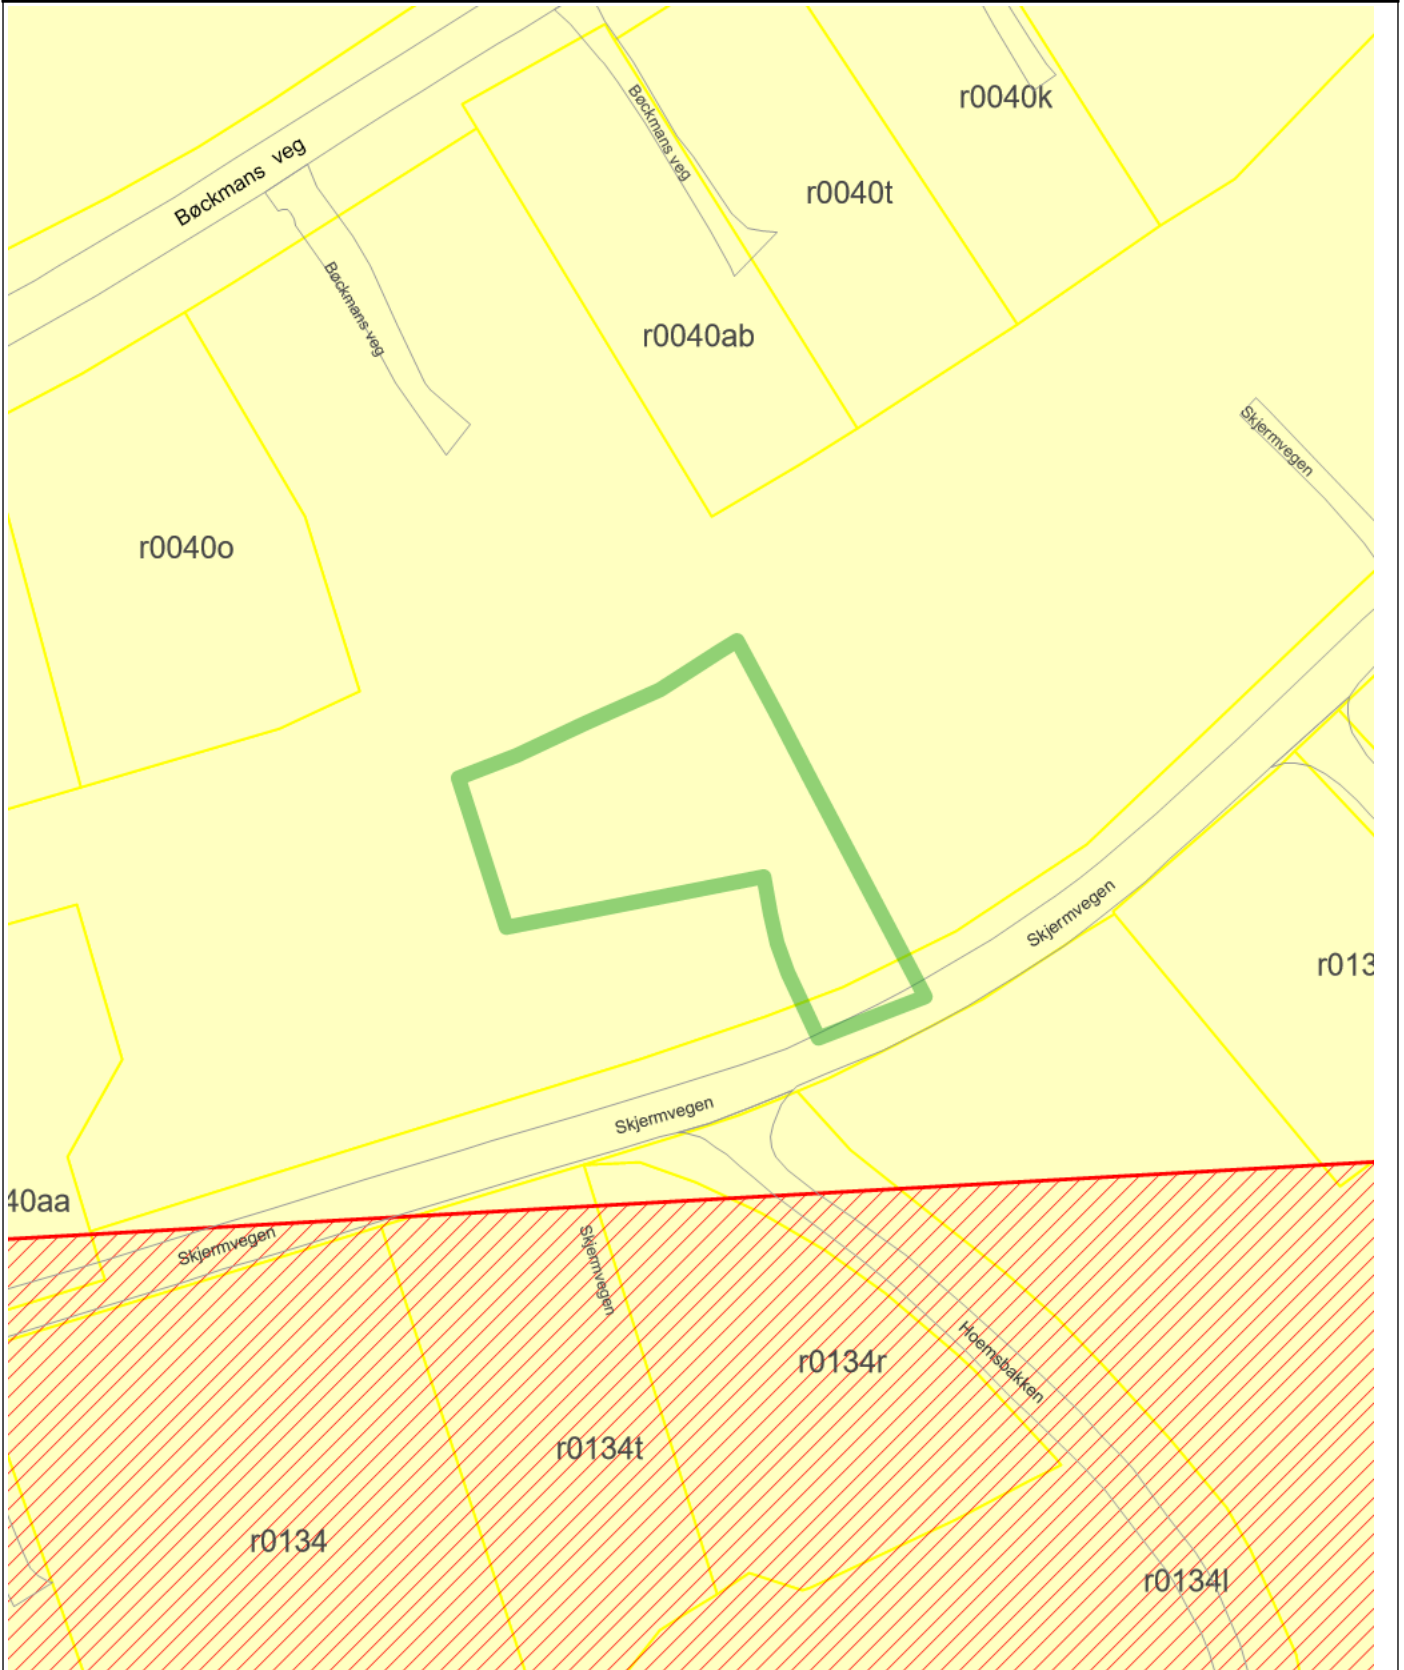 r0040k
Bøckmans veg
Bøckmans veg
r0040t
Bøckmans veg
r0040ab
Skjermvegen
r0040o
Skjermvegen
r013
Skjermvegen
40aa
Skjermvegen
Skjermvegen
Hoemsbakken
r0134r
r0134t
r0134
r0134l